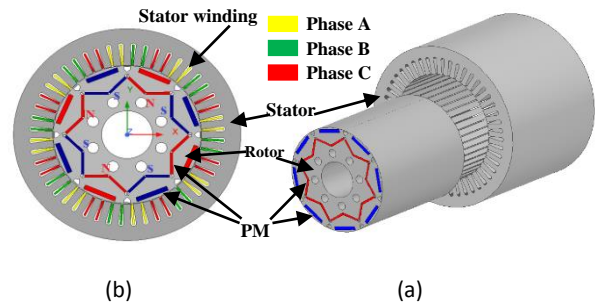 Stator winding
Phase A
Phase B
Phase C
Stator
Rotor
PM
N
S
N
S
N
S
N
S
Y
X
Z
(b)
(a)